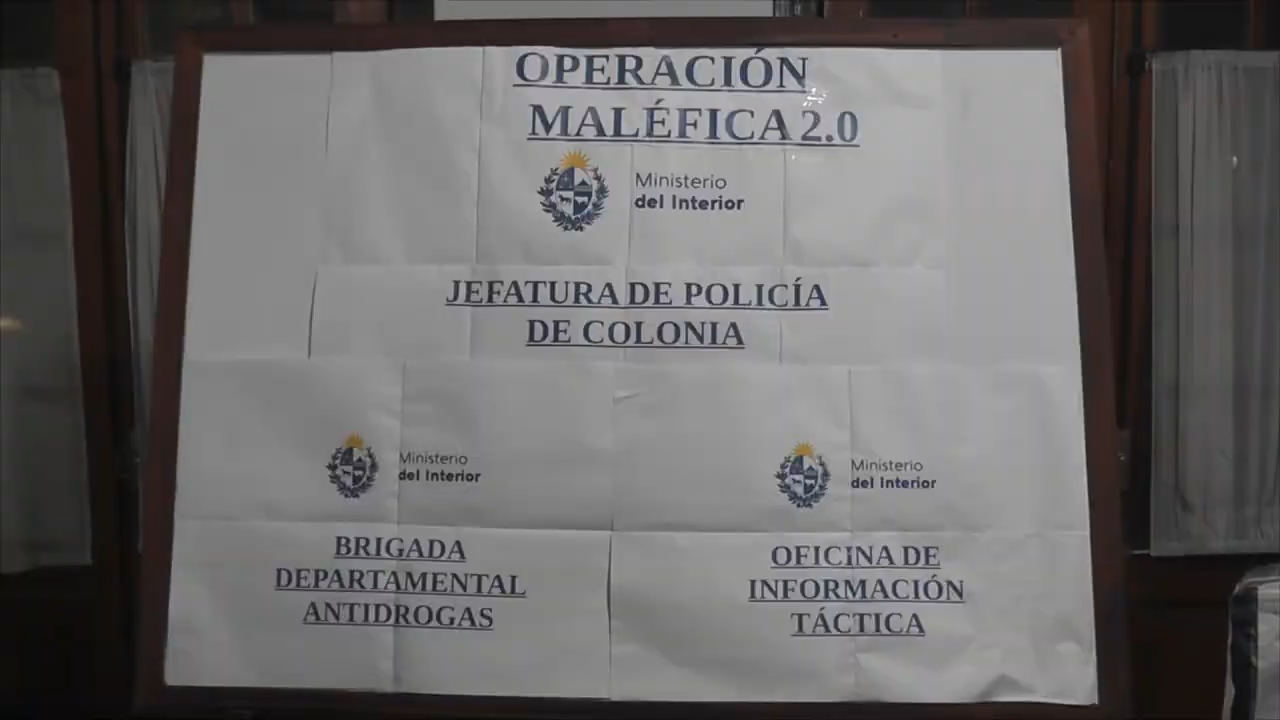 OPERACIÓN
MALÉFICA 2.0
Ministerio
del Interior
JEFATURA DE POLICÍA
DE COLONIA
Ministerio
del Interior
BRIGADA
DEPARTAMENTAL
ANTIDROGAS
Ministerio
del Interior
OFICINA DE
INFORMACIÓN
TÁCTICA